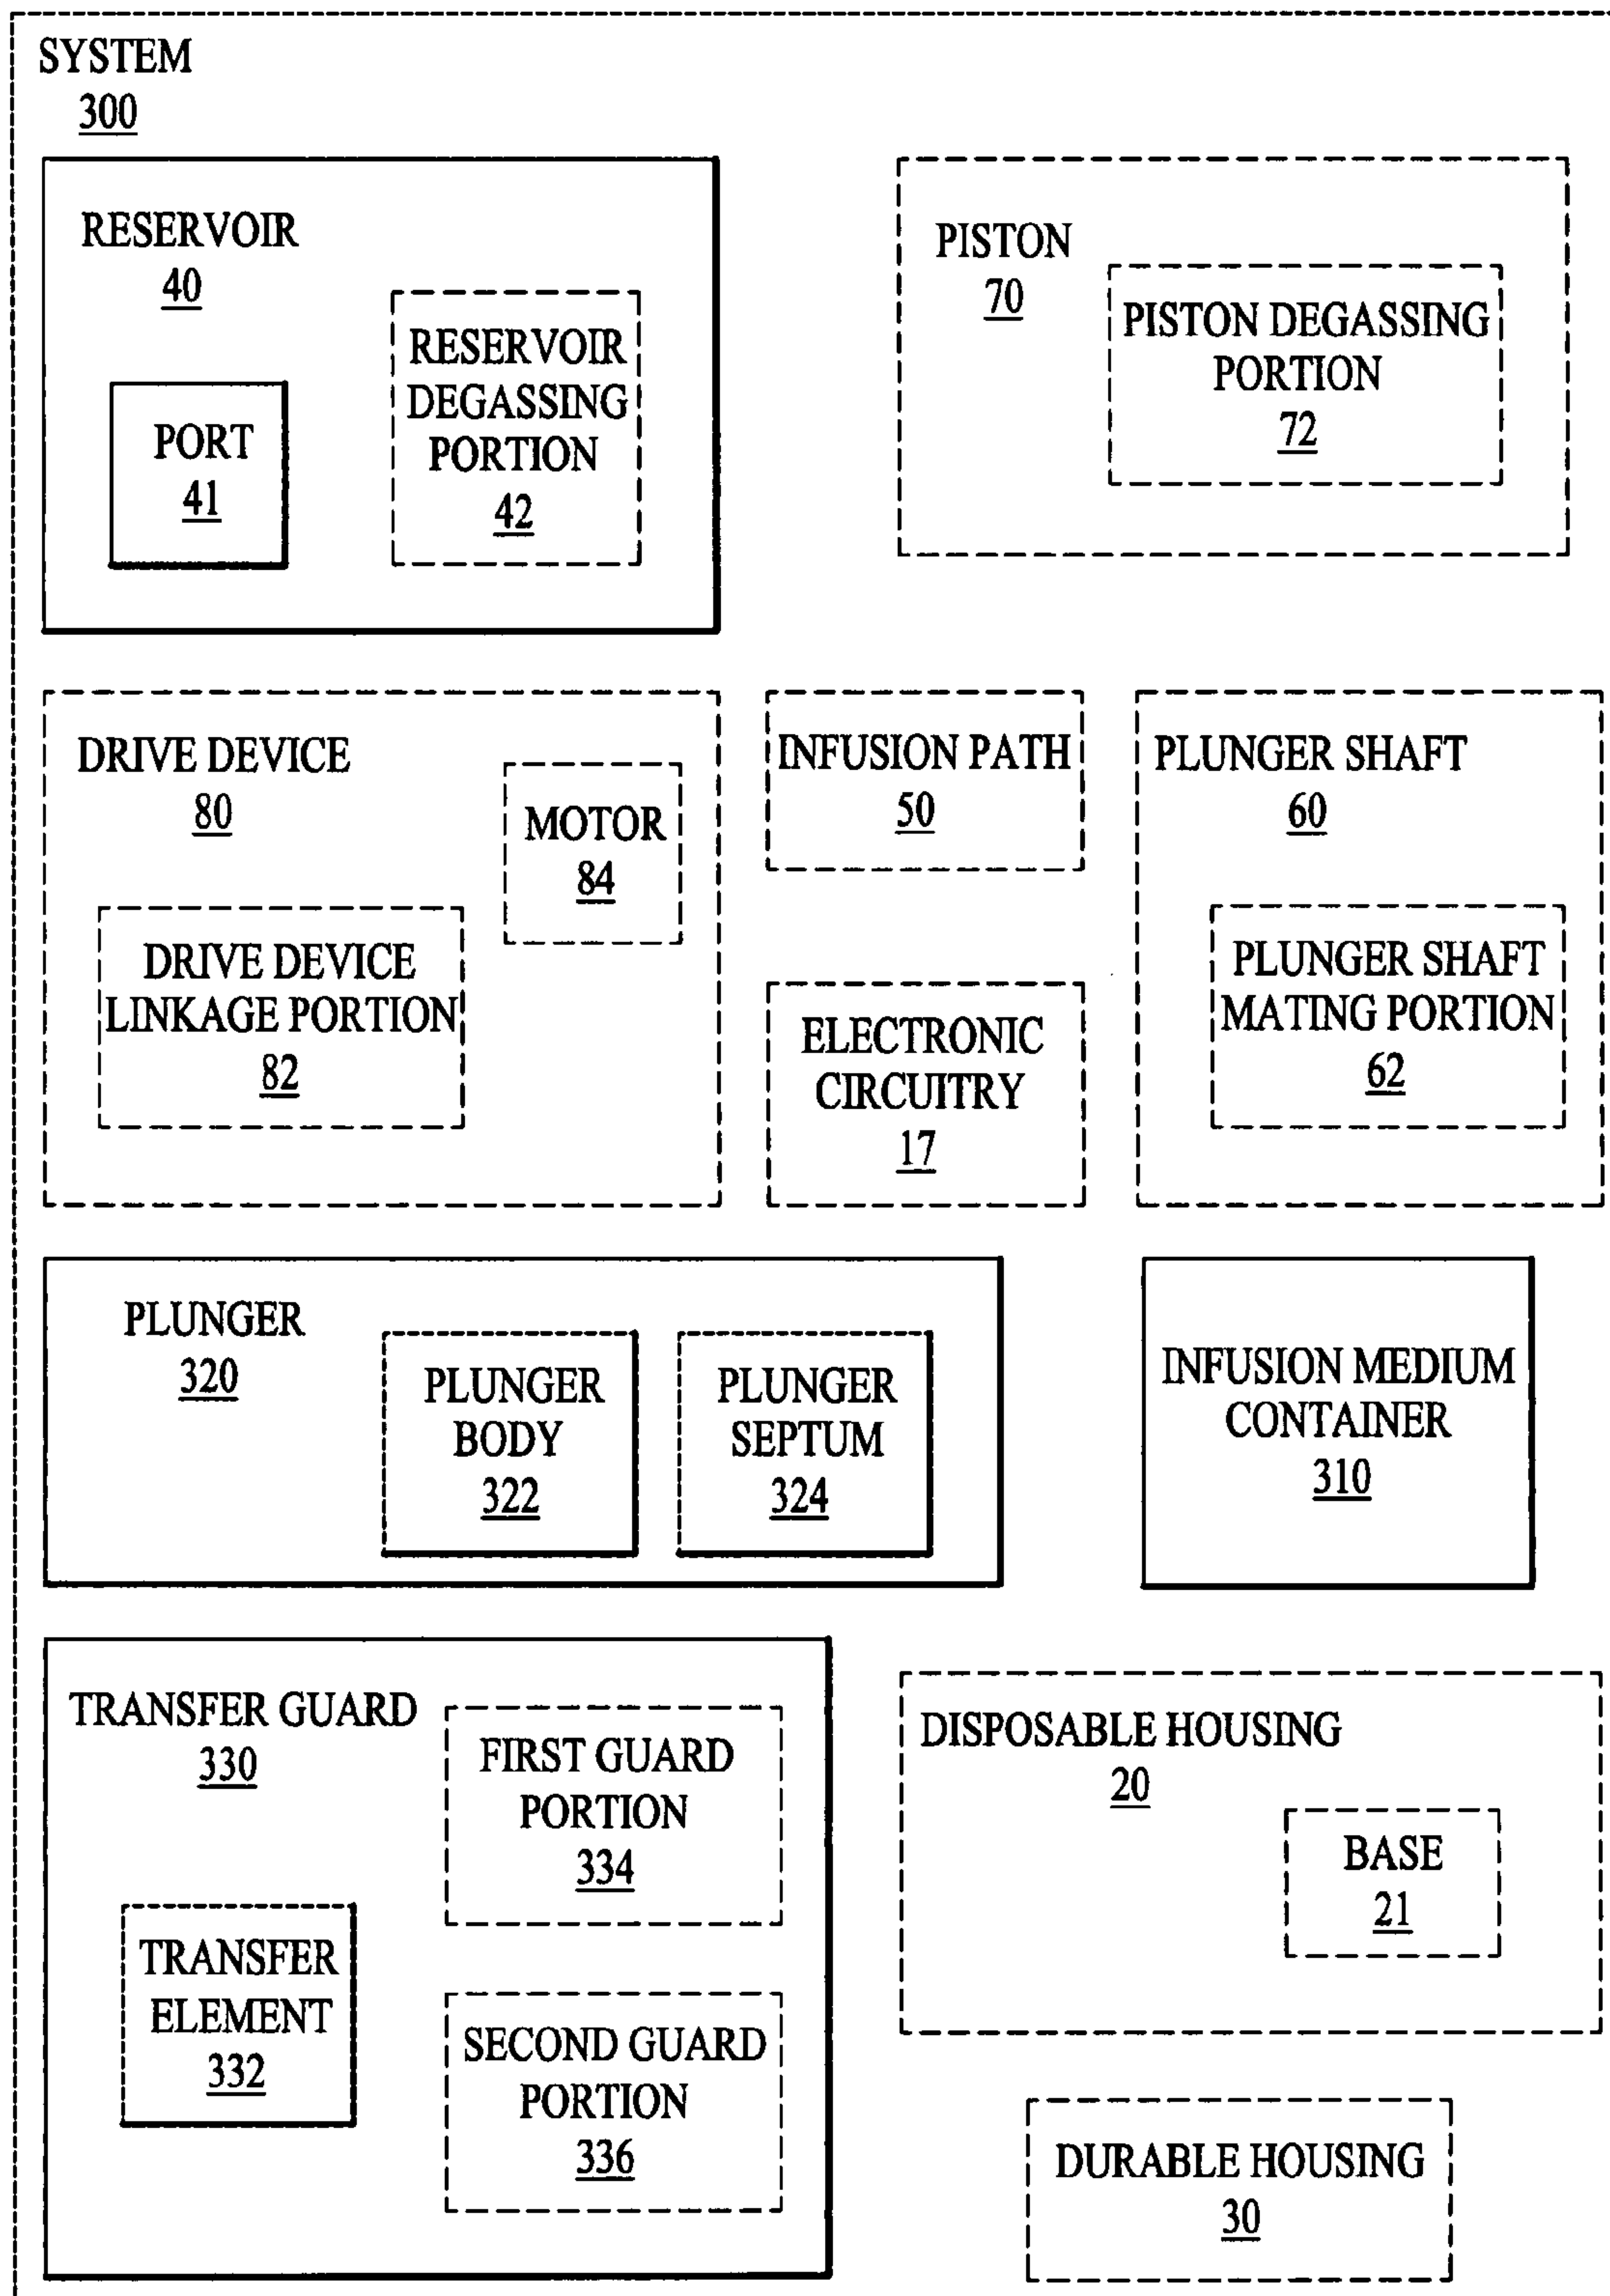 SYSTEM
300
RESERVOIR
40
PORT
41
RESERVOIR
DEGASSING
PORTION
42
PISTON
70
PISTON DEGASSING
PORTION
72
DRIVE DEVICE
80
MOTOR
84
DRIVE DEVICE
LINKAGE PORTION
82
INFUSION PATH
50
ELECTRONIC
CIRCUITRY
17
PLUNGER SHAFT
60
PLUNGER SHAFT
MATING PORTION
62
PLUNGER
320
PLUNGER
BODY
322
PLUNGER
SEPTUM
324
INFUSION MEDIUM
CONTAINER
310
TRANSFER GUARD
330
FIRST GUARD
PORTION
334
TRANSFER
ELEMENT
332
SECOND GUARD
PORTION
336
DISPOSABLE HOUSING
20
BASE
21
DURABLE HOUSING
30